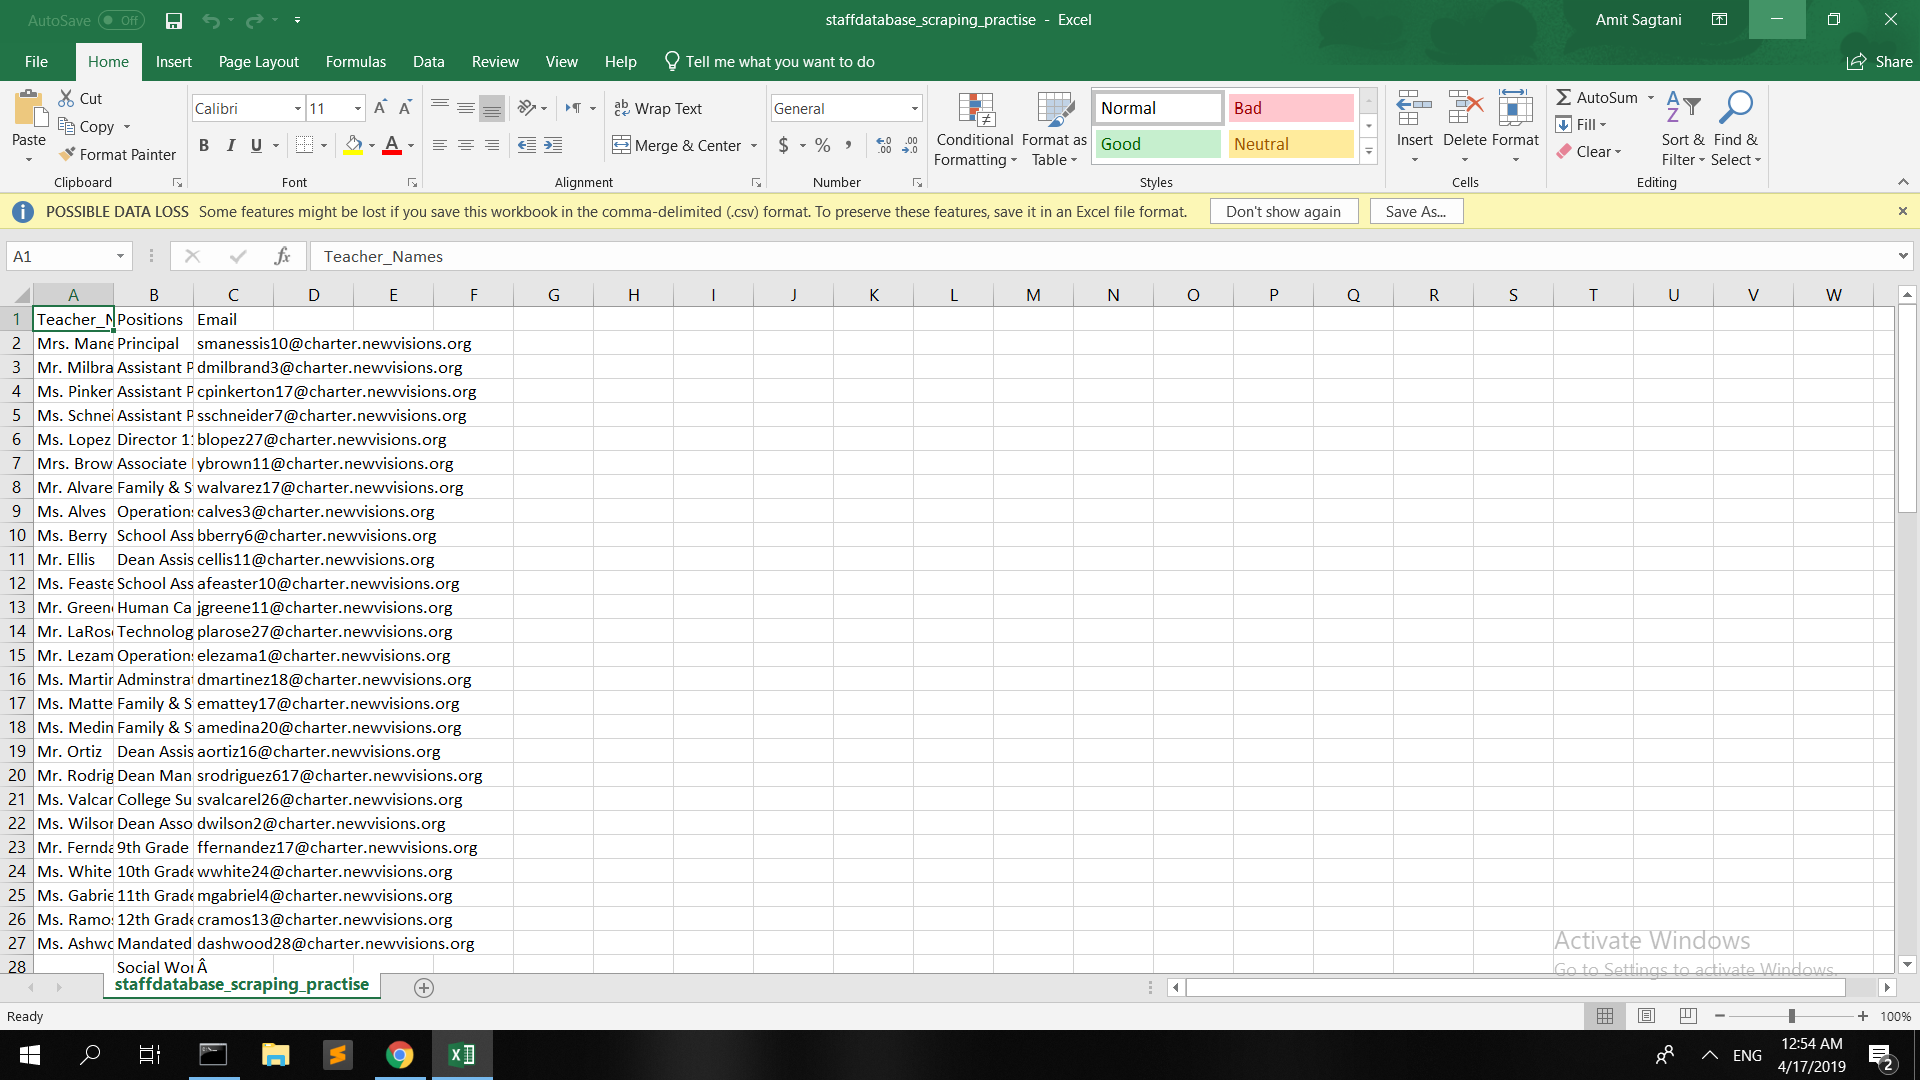 AutoSave Off
staffdatabase_scraping_practise - Excel
Amit Sagtani
File Home Insert Page Layout Formulas Data Review View Help Tell me what you want to do Share
Paste
Cut
Copy
Format Painter
Clipboard
Calibri 11
B I U
Font
Wrap Text
Merge & Center
Alignment
General
$ % ,
Number
Conditional Formatting
Format as Table
Normal Bad
Good Neutral
Styles
Insert Delete Format
Cells
AutoSum
Fill
Clear
Sort & Filter
Find & Select
Editing
POSSIBLE DATA LOSS Some features might be lost if you save this workbook in the comma-delimited (.csv) format. To preserve these features, save it in an Excel file format. Don't show again Save As...
A1 fx Teacher_Names
A B C D E F G H I J K L M N O P Q R S T U V W
1 Teacher_N Positions Email
2 Mrs. Mane Principal smanessis10@charter.newvisions.org
3 Mr. Milbra Assistant P dmilbrand3@charter.newvisions.org
4 Ms. Pinker Assistant P cpinkerton17@charter.newvisions.org
5 Ms. Schnei Assistant P sschneider7@charter.newvisions.org
6 Ms. Lopez Director 11 blopez27@charter.newvisions.org
7 Mrs. Brow Associate ybrown11@charter.newvisions.org
8 Mr. Alvare Family & S walvarez17@charter.newvisions.org
9 Ms. Alves Operations calves3@charter.newvisions.org
10 Ms. Berry School Ass bberry6@charter.newvisions.org
11 Mr. Ellis Dean Assis cellis11@charter.newvisions.org
12 Ms. Feaste School Ass afeaster10@charter.newvisions.org
13 Mr. Greene Human Ca jgreene11@charter.newvisions.org
14 Mr. LaRose Technolog plarose27@charter.newvisions.org
15 Mr. Lezam Operations elezama1@charter.newvisions.org
16 Ms. Martin Adminstrat dmartinez18@charter.newvisions.org
17 Ms. Matte Family & S emattey17@charter.newvisions.org
18 Ms. Medin Family & S amedina20@charter.newvisions.org
19 Mr. Ortiz Dean Assis aortiz16@charter.newvisions.org
20 Mr. Rodrig Dean Man srodriguez617@charter.newvisions.org
21 Ms. Valcar College Su svalcarel26@charter.newvisions.org
22 Ms. Wilson Dean Asso dwilson2@charter.newvisions.org
23 Mr. Fernda 9th Grade ffernandez17@charter.newvisions.org
24 Ms. White 10th Grade wwhite24@charter.newvisions.org
25 Ms. Gabrie 11th Grade mgabriel4@charter.newvisions.org
26 Ms. Ramos 12th Grade cramos13@charter.newvisions.org
27 Ms. Ashwo Mandated dashwood28@charter.newvisions.org
28 Social Wor Â
Activate Windows
Go to Settings to activate Windows.
staffdatabase_scraping_practise
Ready 100%
ENG
12:54 AM
4/17/2019
2